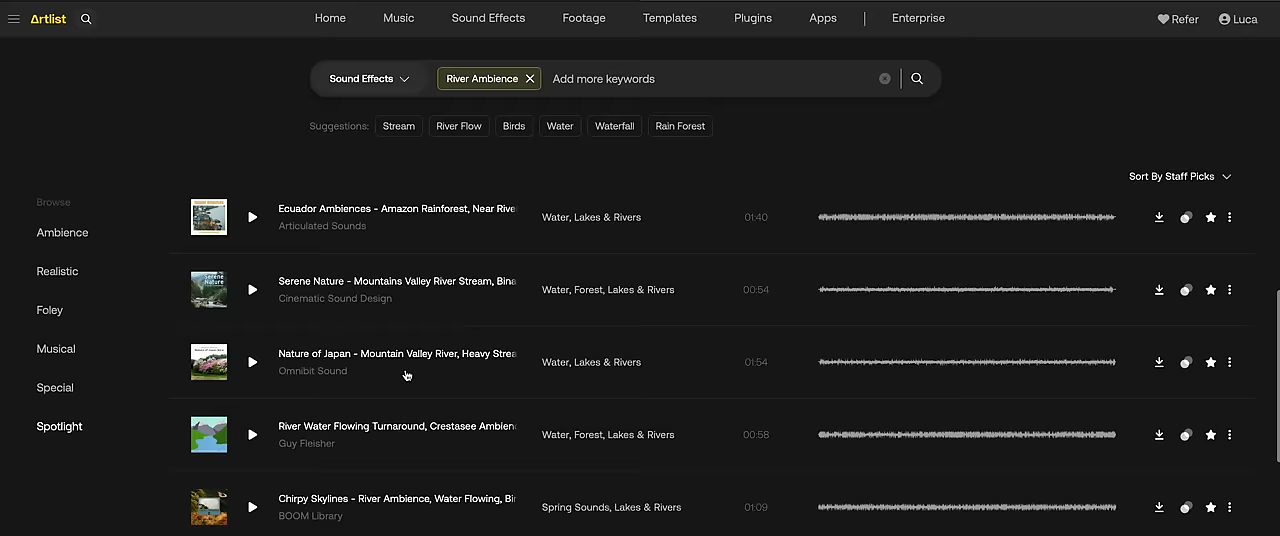 Artlist Home Music Sound Effects Footage Templates Plugins Apps Enterprise Refer Luca
Sound Effects River Ambience Add more keywords
Suggestions: Stream River Flow Birds Water Waterfall Rain Forest
Sort By Staff Picks
Browse
Ambience
Realistic
Foley
Musical
Special
Spotlight
Ecuador Ambiences - Amazon Rainforest, Near Rive
Articulated Sounds
Water, Lakes & Rivers 01:40
Serene Nature - Mountains Valley River Stream, Bina
Cinematic Sound Design
Water, Forest, Lakes & Rivers 00:54
Nature of Japan - Mountain Valley River, Heavy Strea
Omnibit Sound
Water, Lakes & Rivers 01:54
River Water Flowing Turnaround, Crestasee Ambien
Guy Fleisher
Water, Forest, Lakes & Rivers 00:58
Chirpy Skylines - River Ambience, Water Flowing, Bir
BOOM Library
Spring Sounds, Lakes & Rivers 01:09